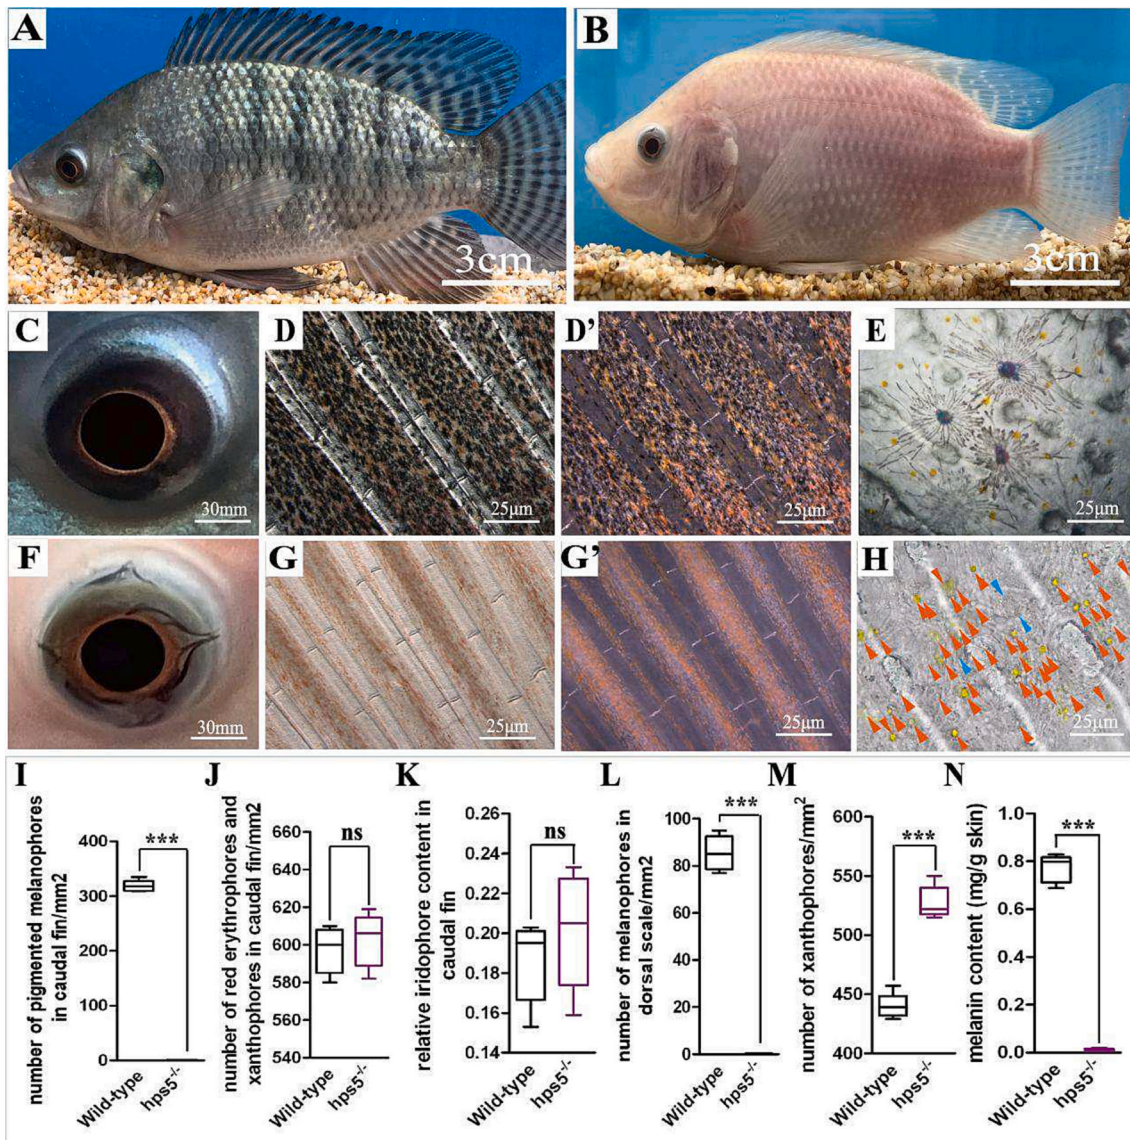 A
B
3cm
3cm
C
D
D'
E
30mm
25μm
25μm
25μm
F
G
G'
H
30mm
25μm
25μm
25μm
I
J
K
L
M
N
number of pigmented melanophores
in caudal fin/mm2
400
300
200
100
0
***
Wild-type
hps5-/-
number of red erythrophores and
xanthophores in caudal fin/mm2
660
640
620
600
580
560
540
ns
Wild-type
hps5-/-
relative iridophore content in
caudal fin
0.26
0.24
0.22
0.20
0.18
0.16
0.14
ns
Wild-type
hps5-/-
number of melanophores in
dorsal scale/mm2
100
80
60
40
20
0
***
Wild-type
hps5-/-
number of xanthophores/mm²
600
550
500
450
400
***
Wild-type
hps5-/-
melanin content (mg/g skin)
1.0
0.8
0.6
0.4
0.2
0.0
***
Wild-type
hps5-/-